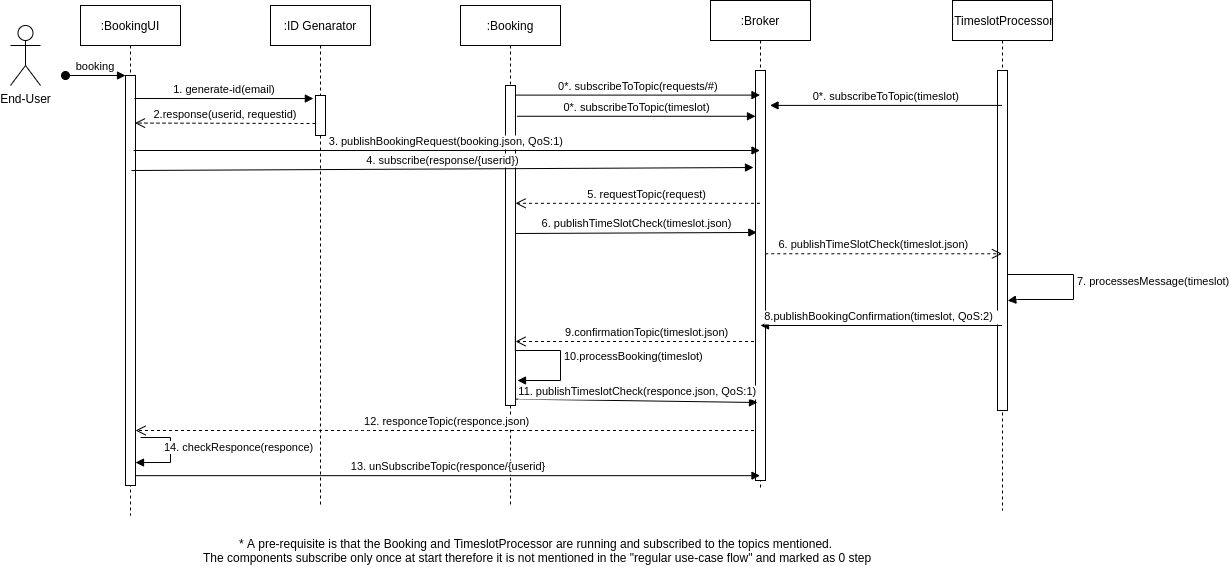 :BookingUI
:ID Genarator
:Booking
:Broker
TimeslotProcessor
End-User
booking
1. generate-id(email)
0*. subscribeToTopic(requests/#)
0*. subscribeToTopic(timeslot)
0*. subscribeToTopic(timeslot)
2.response(userid, requestid)
3. publishBookingRequest(booking.json, QoS:1)
4. subscribe(response/{userid})
5. requestTopic(request)
6. publishTimeSlotCheck(timeslot.json)
6. publishTimeSlotCheck(timeslot.json)
7. processesMessage(timeslot)
8.publishBookingConfirmation(timeslot, QoS:2)
9.confirmationTopic(timeslot.json)
10.processBooking(timeslot)
11. publishTimeslotCheck(responce.json, QoS:1)
12. responceTopic(responce.json)
14. checkResponce(responce)
13. unSubscribeTopic(responce/{userid}
* A pre-requisite is that the Booking and TimeslotProcessor are running and subscribed to the topics mentioned.
The components subscribe only once at start therefore it is not mentioned in the "regular use-case flow" and marked as 0 step